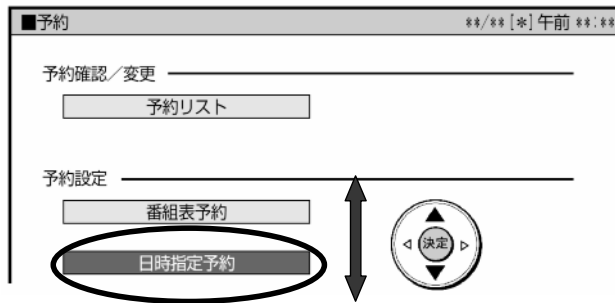 ■予約 **/** [*] 午前 **:**
予約確認／変更
予約リスト
予約設定
番組表予約
決定
日時指定予約